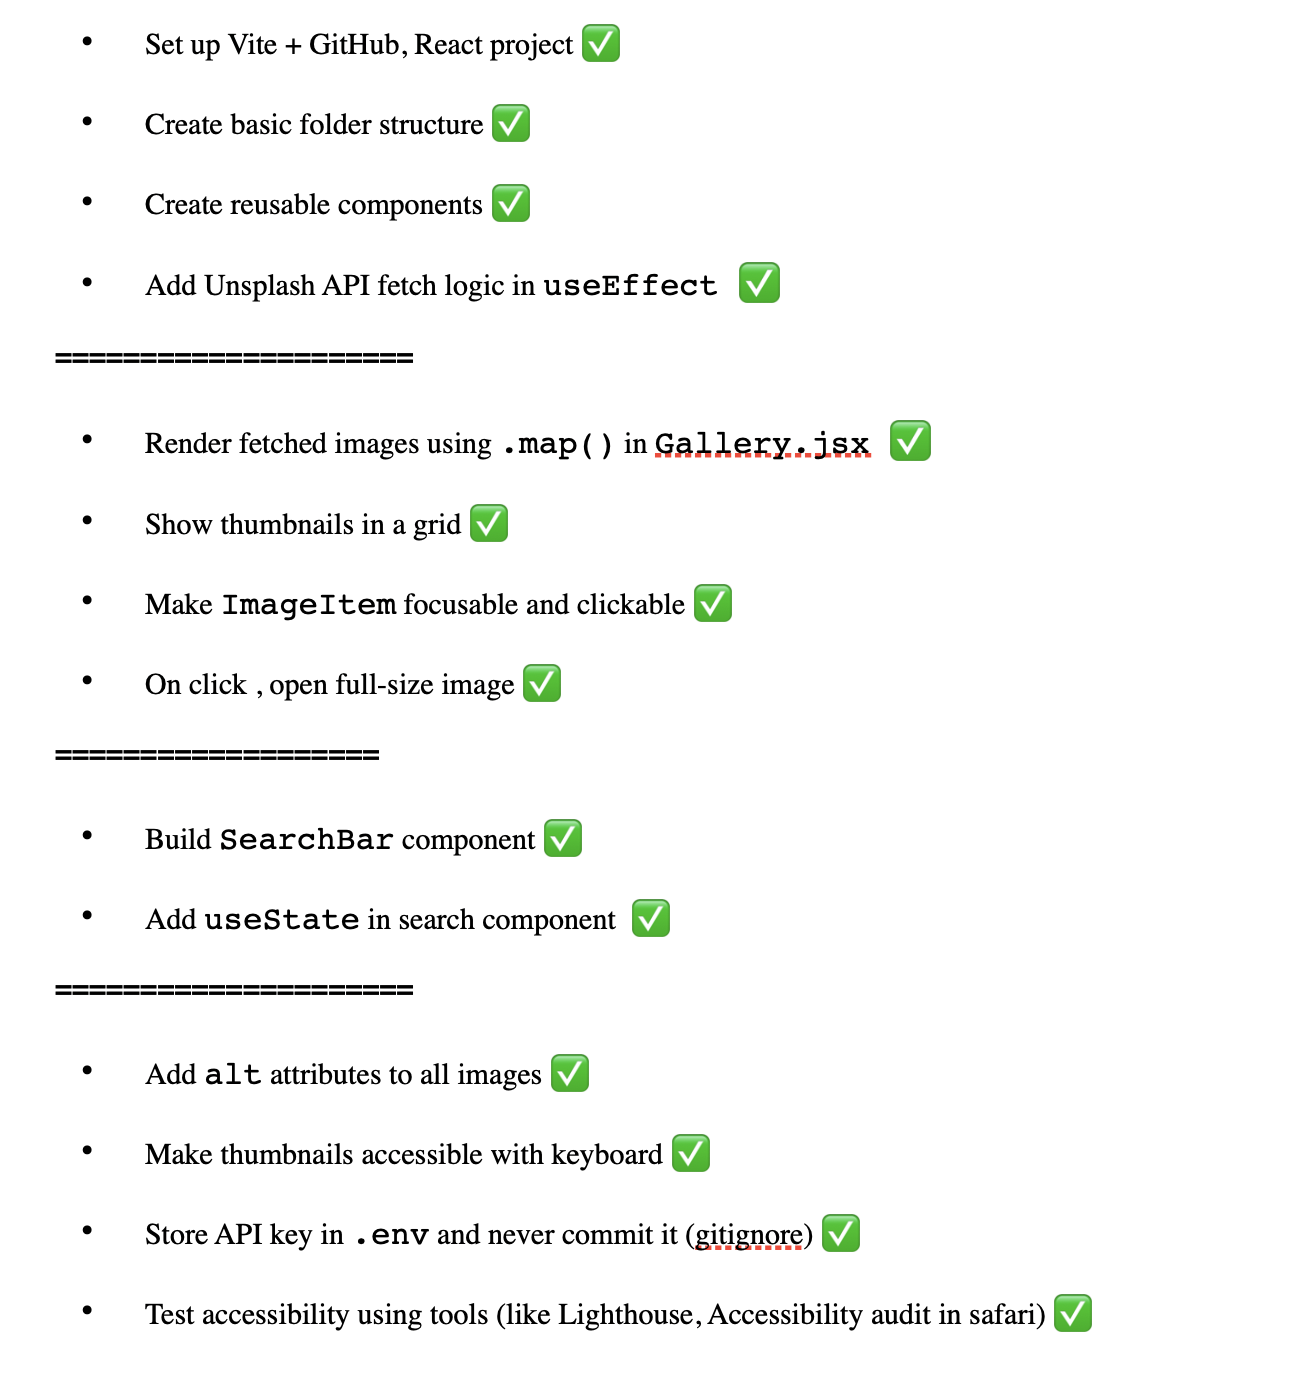 • Set up Vite + GitHub, React project ✅
• Create basic folder structure ✅
• Create reusable components ✅
• Add Unsplash API fetch logic in useEffect ✅
=====================
• Render fetched images using .map() in Gallery.jsx ✅
• Show thumbnails in a grid ✅
• Make ImageItem focusable and clickable ✅
• On click , open full-size image ✅
===================
• Build SearchBar component ✅
• Add useState in search component ✅
=====================
• Add alt attributes to all images ✅
• Make thumbnails accessible with keyboard ✅
• Store API key in .env and never commit it (gitignore) ✅
• Test accessibility using tools (like Lighthouse, Accessibility audit in safari) ✅